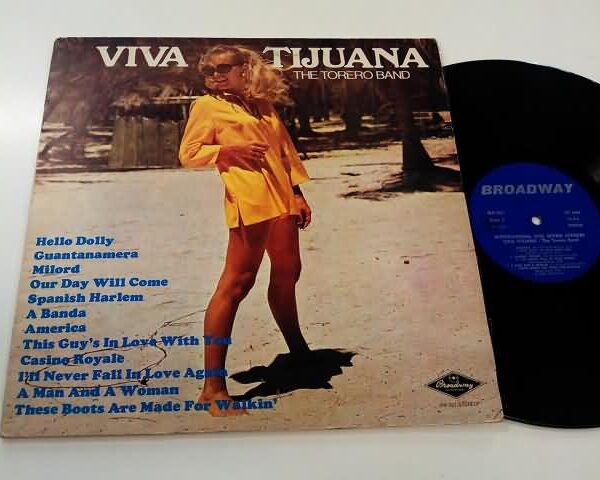 VIVA TIJUANA
THE TORERO BAND
Hello Dolly
Guantanamera
Milord
Our Day Will Come
Spanish Harlem
A Banda
America
This Guy's In Love With You
Casino Royale
I'll Never Fall In Love Again
A Man And A Woman
These Boots Are Made For Walkin'
Broadway
BROADWAY